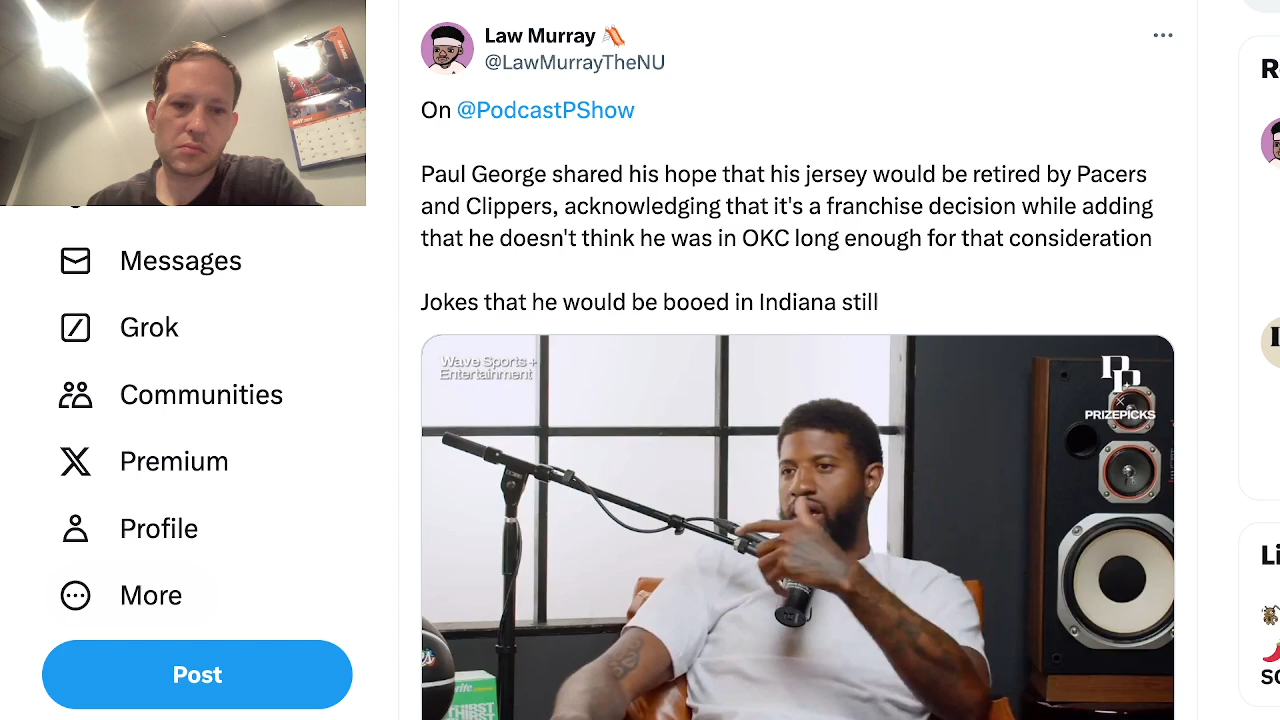 Law Murray
@LawMurrayTheNU
On @PodcastPShow
Paul George shared his hope that his jersey would be retired by Pacers
and Clippers, acknowledging that it's a franchise decision while adding
that he doesn't think he was in OKC long enough for that consideration
Jokes that he would be booed in Indiana still
Messages
Grok
Communities
Premium
Profile
More
Post
Wave Sports +
Entertainment
PRIZEPICKS
THIRST